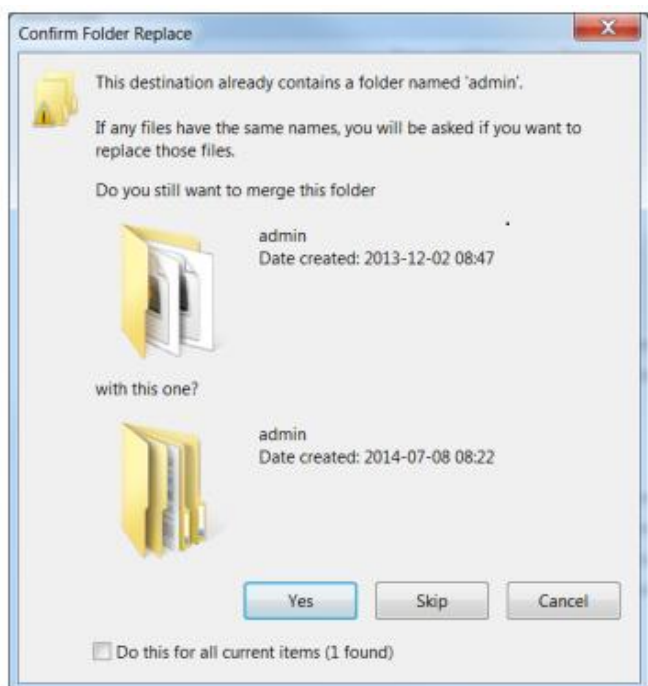 Confirm Folder Replace
This destination already contains a folder named 'admin'.
If any files have the same names, you will be asked if you want to
replace those files.
Do you still want to merge this folder
admin
Date created: 2013-12-02 08:47
with this one?
admin
Date created: 2014-07-08 08:22
Yes
Skip
Cancel
Do this for all current items (1 found)